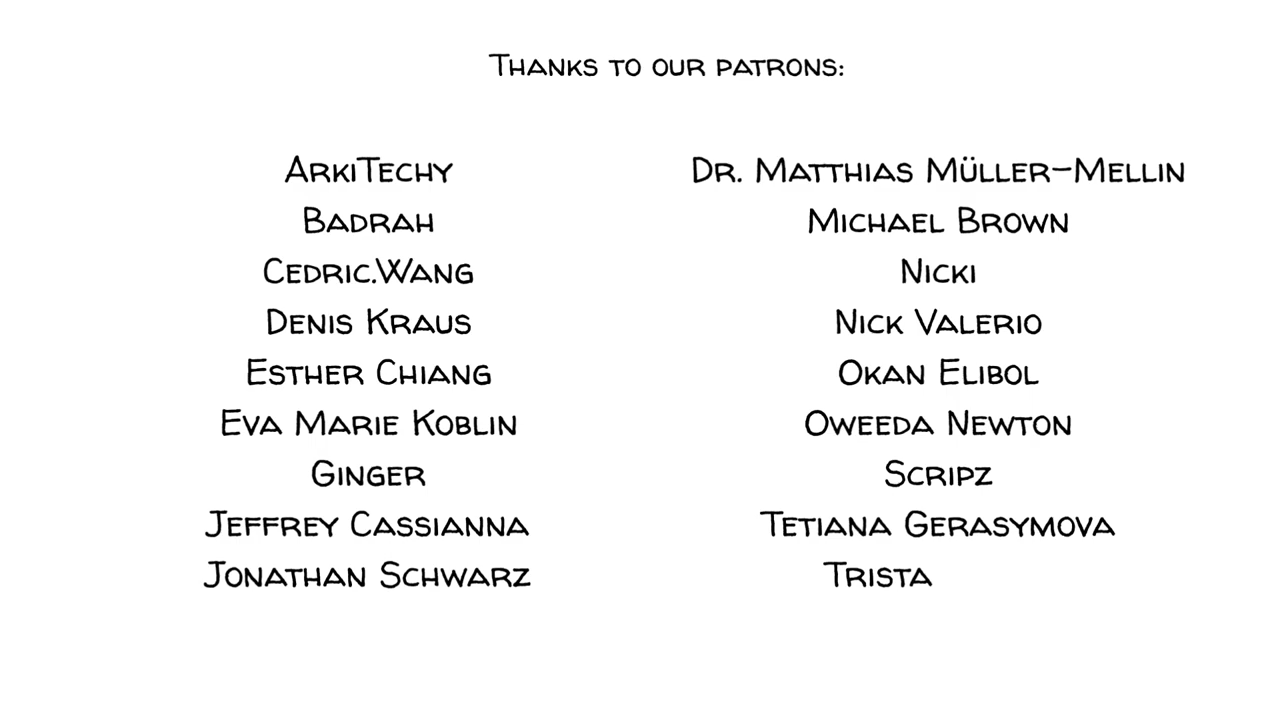 Thanks to our patrons:
ArkiTechy
Badrah
Cedric.Wang
Denis Kraus
Esther Chiang
Eva Marie Koblin
Ginger
Jeffrey Cassianna
Jonathan Schwarz
Dr. Matthias Müller-Mellin
Michael Brown
Nicki
Nick Valerio
Okan Elibol
Oweeda Newton
Scripz
Tetiana Gerasymova
Trista